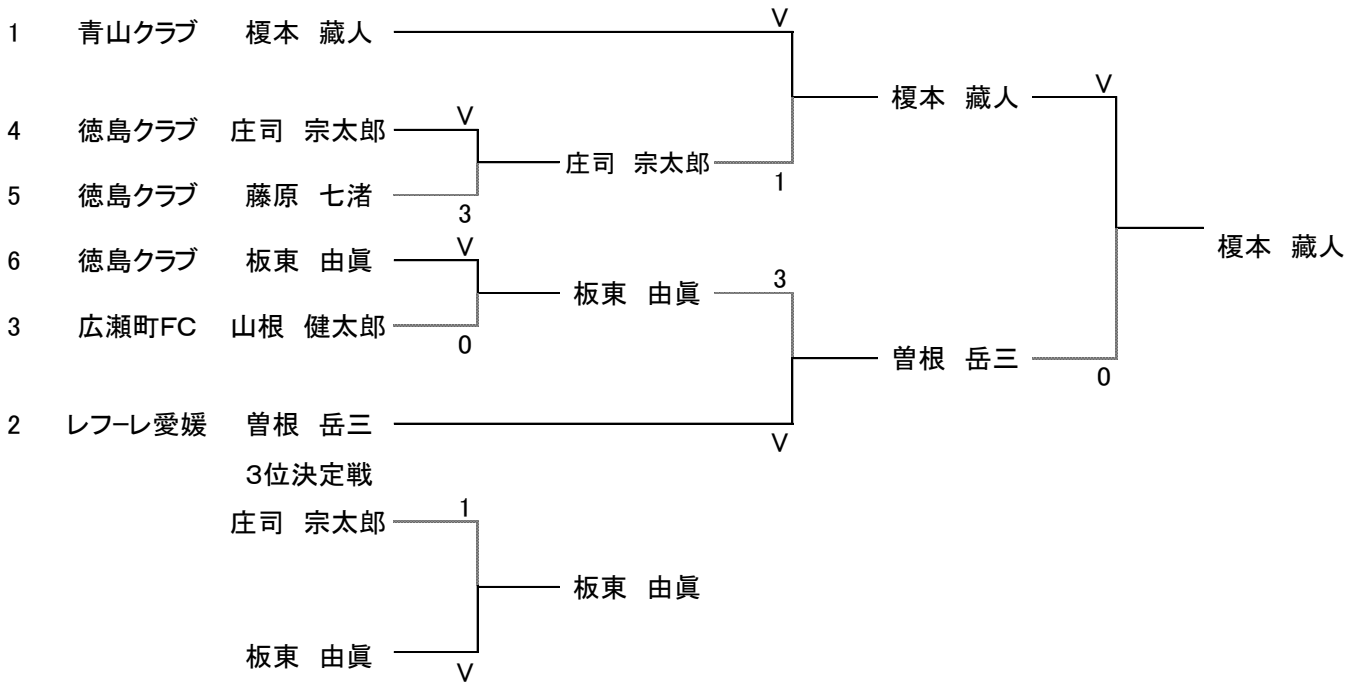 V
1 青山クラブ 榎本 藏人
榎本 藏人 V
4 徳島クラブ 庄司 宗太郎 V
庄司 宗太郎 1
5 徳島クラブ 藤原 七渚 3
榎本 藏人
6 徳島クラブ 板東 由眞 V
板東 由眞 3
3 広瀬町FC 山根 健太郎 0
曽根 岳三 0
2 レフーレ愛媛 曽根 岳三 V
3位決定戦
庄司 宗太郎 1
板東 由眞
板東 由眞 V